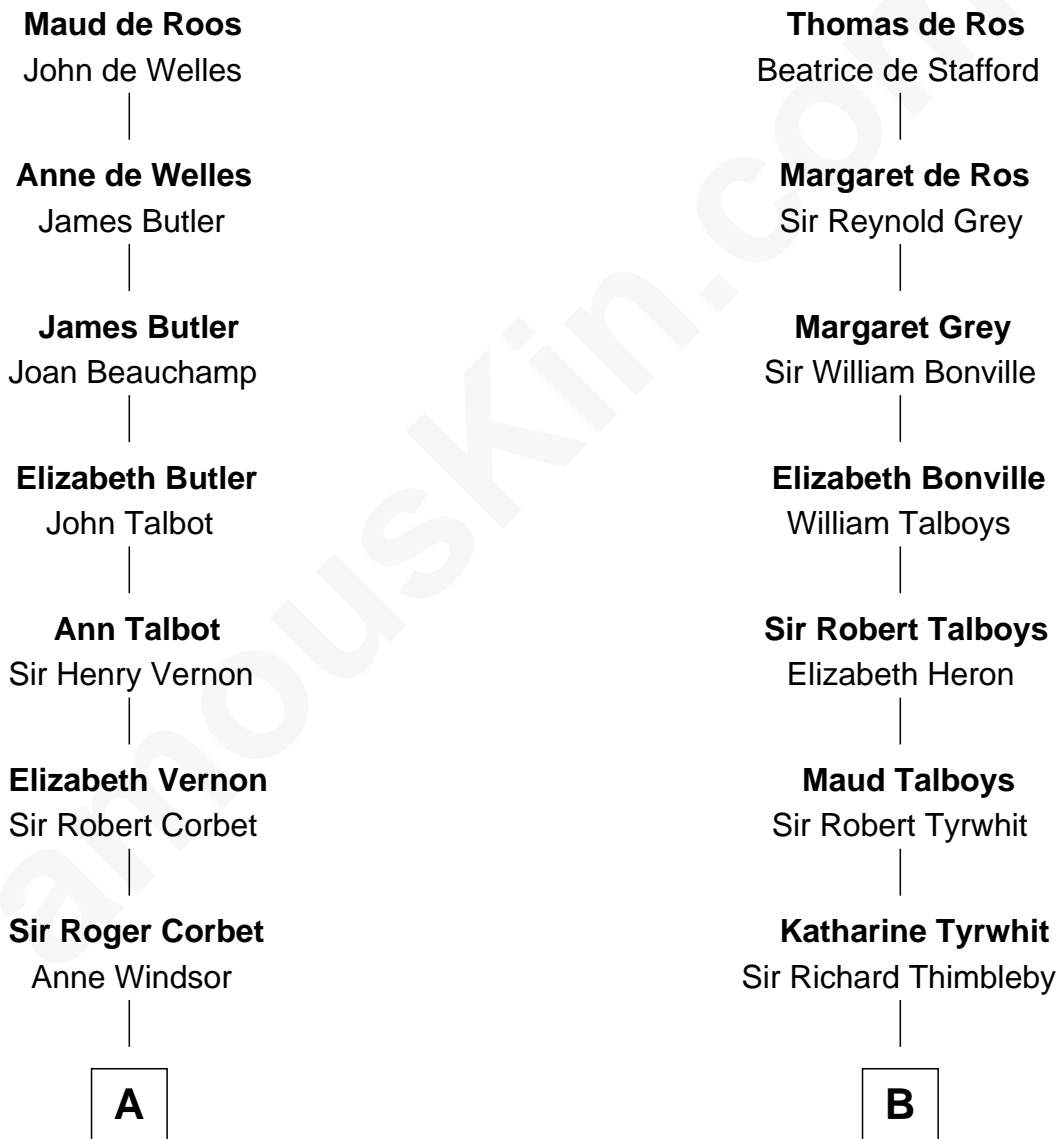 Maud de Roos
John de Welles
Anne de Welles
James Butler
James Butler
Joan Beauchamp
Elizabeth Butler
John Talbot
Ann Talbot
Sir Henry Vernon
Elizabeth Vernon
Sir Robert Corbet
Sir Roger Corbet
Anne Windsor
A
Thomas de Ros
Beatrice de Stafford
Margaret de Ros
Sir Reynold Grey
Margaret Grey
Sir William Bonville
Elizabeth Bonville
William Talboys
Sir Robert Talboys
Elizabeth Heron
Maud Talboys
Sir Robert Tyrwhit
Katharine Tyrwhit
Sir Richard Thimbleby
B
amouskin.com